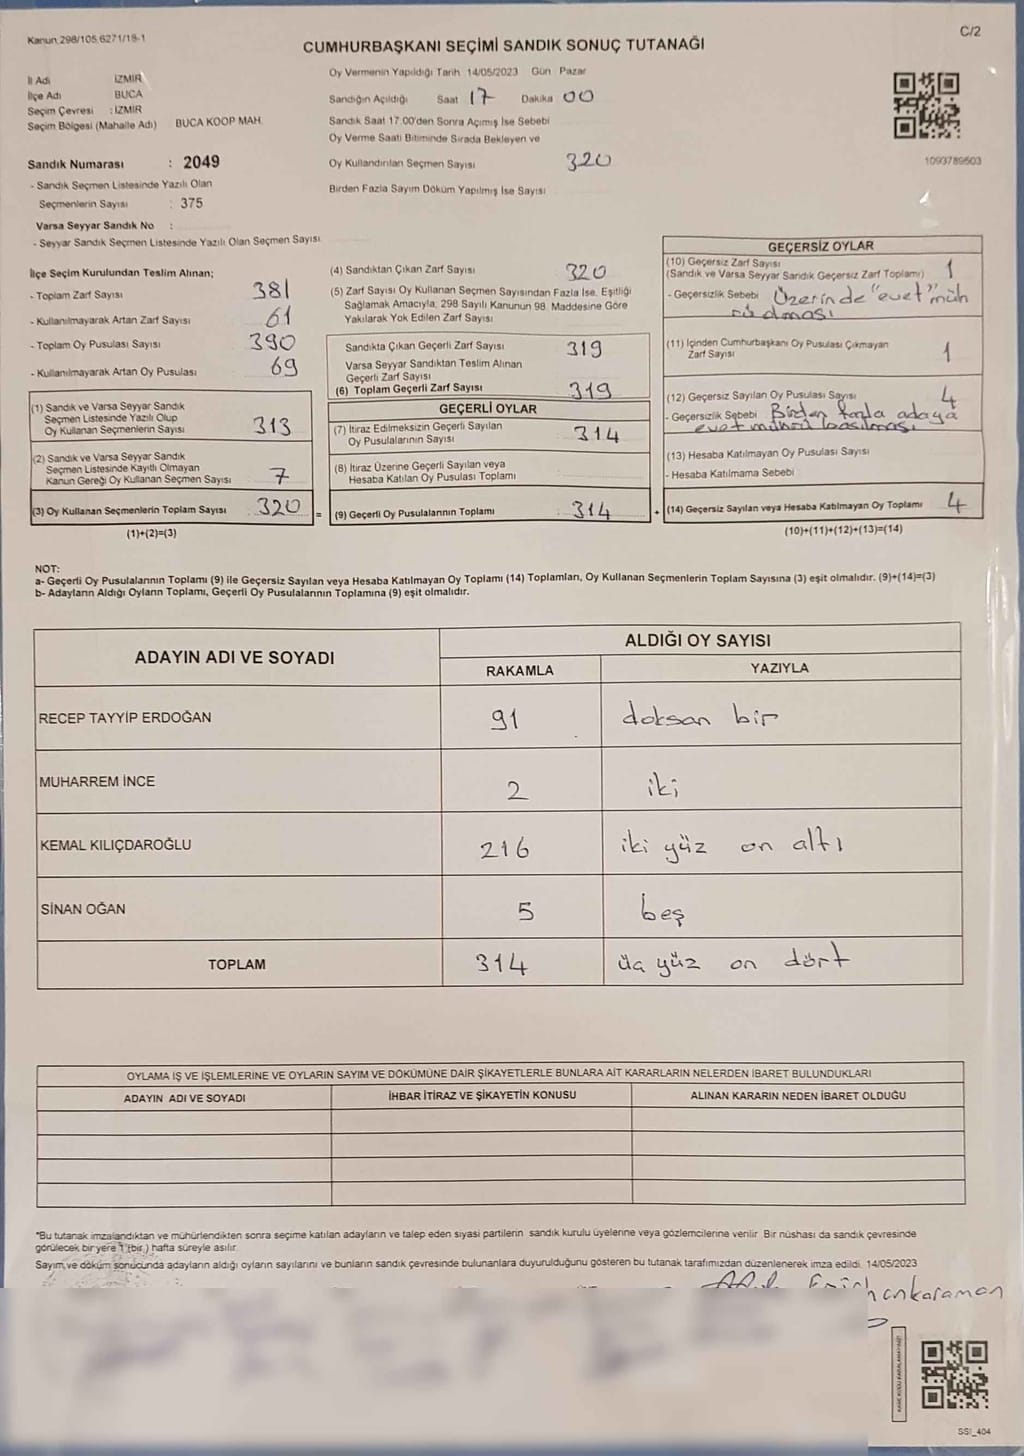 Kanun 298/105,6271/18-1
C/2
CUMHURBAŞKANI SEÇİMİ SANDIK SONUÇ TUTANAĞI
İl Adı İZMİR
İlçe Adı BUCA
Seçim Çevresi : İZMİR
Seçim Bölgesi (Mahalle Adı) BUCA KOOP MAH.
Sandık Numarası : 2049
- Sandık Seçmen Listesinde Yazılı Olan
Seçmenlerin Sayısı : 375
Varsa Seyyar Sandık No :
- Seyyar Sandık Seçmen Listesinde Yazılı Olan Seçmen Sayısı
Oy Vermenin Yapıldığı Tarih 14/05/2023 Gün Pazar
Sandığın Açıldığı Saat 17 Dakika 00
Sandık Saat 17:00'den Sonra Açımış İse Sebebi
Oy Verme Saati Bitiminde Sırada Bekleyen ve
Oy Kullandırılan Seçmen Sayısı 320
Birden Fazla Sayım Döküm Yapılmış İse Sayısı
1093789503
İlçe Seçim Kurulundan Teslim Alınan;
- Toplam Zarf Sayısı 381
- Kullanılmayarak Artan Zarf Sayısı 61
- Toplam Oy Pusulası Sayısı 390
- Kullanılmayarak Artan Oy Pusulası 69
(1) Sandık ve Varsa Seyyar Sandık
Seçmen Listesinde Yazılı Olup
Oy Kullanan Seçmenlerin Sayısı 313
(2) Sandık ve Varsa Seyyar Sandık
Seçmen Listesinde Kayıtlı Olmayan
Kanun Gereği Oy Kullanan Seçmen Sayısı 7
(3) Oy Kullanan Seçmenlerin Toplam Sayısı 320 =
(1)+(2)=(3)
(4) Sandıktan Çıkan Zarf Sayısı 320
(5) Zarf Sayısı Oy Kullanan Seçmen Sayısından Fazla İse, Eşitliği
Sağlamak Amacıyla, 298 Sayılı Kanunun 98. Maddesine Göre
Yakılarak Yok Edilen Zarf Sayısı
Sandıkta Çıkan Geçerli Zarf Sayısı 319
Varsa Seyyar Sandıktan Teslim Alınan
Geçerli Zarf Sayısı
(6) Toplam Geçerli Zarf Sayısı 319
GEÇERLİ OYLAR
(7) İtiraz Edilmeksizin Geçerli Sayılan
Oy Pusulalarının Sayısı 314
(8) İtiraz Üzerine Geçerli Sayılan veya
Hesaba Katılan Oy Pusulası Toplamı
(9) Geçerli Oy Pusulalarının Toplamı 314 +
GEÇERSİZ OYLAR
(10) Geçersiz Zarf Sayısı
(Sandık ve Varsa Seyyar Sandık Geçersiz Zarf Toplamı) 1
- Geçersizlik Sebebi Üzerinde "evet" müh
olması
(11) İçinden Cumhurbaşkanı Oy Pusulası Çıkmayan
Zarf Sayısı 1
(12) Geçersiz Sayılan Oy Pusulası Sayısı 4
- Geçersizlik Sebebi Birden fazla adaya
evet mührü basılması
(13) Hesaba Katılmayan Oy Pusulası Sayısı
- Hesaba Katılmama Sebebi
(14) Geçersiz Sayılan veya Hesaba Katılmayan Oy Toplamı 4
(10)+(11)+(12)+(13)=(14)
NOT:
a- Geçerli Oy Pusulalarının Toplamı (9) ile Geçersiz Sayılan veya Hesaba Katılmayan Oy Toplamı (14) Toplamları, Oy Kullanan Seçmenlerin Toplam Sayısına (3) eşit olmalıdır. (9)+(14)=(3)
b- Adayların Aldığı Oyların Toplamı, Geçerli Oy Pusulalarının Toplamına (9) eşit olmalıdır.
ADAYIN ADI VE SOYADI
ALDIĞI OY SAYISI
RAKAMLA YAZIYLA
RECEP TAYYİP ERDOĞAN 91 doksan bir
MUHARREM İNCE 2 iki
KEMAL KILIÇDAROĞLU 216 iki yüz on altı
SİNAN OĞAN 5 beş
TOPLAM 314 üç yüz on dört
OYLAMA İŞ VE İŞLEMLERİNE VE OYLARIN SAYIM VE DÖKÜMÜNE DAİR ŞİKAYETLERLE BUNLARA AİT KARARLARIN NELERDEN İBARET BULUNDUKLARI
ADAYIN ADI VE SOYADI İHBAR İTİRAZ VE ŞİKAYETİN KONUSU ALINAN KARARIN NEDEN İBARET OLDUĞU
*Bu tutanak imzalandıktan ve mühürlendikten sonra seçime katılan adayların ve talep eden siyasi partilerin sandık kurulu üyelerine veya gözlemcilerine verilir. Bir nüshası da sandık çevresinde
görülecek bir yere 1 (bir) hafta süreyle asılır.
Sayım ve döküm sonucunda adayların aldığı oyların sayılarını ve bunların sandık çevresinde bulunanlara duyurulduğunu gösteren bu tutanak tarafımızdan düzenlenerek imza edildi. 14/05/2023
SSI_404